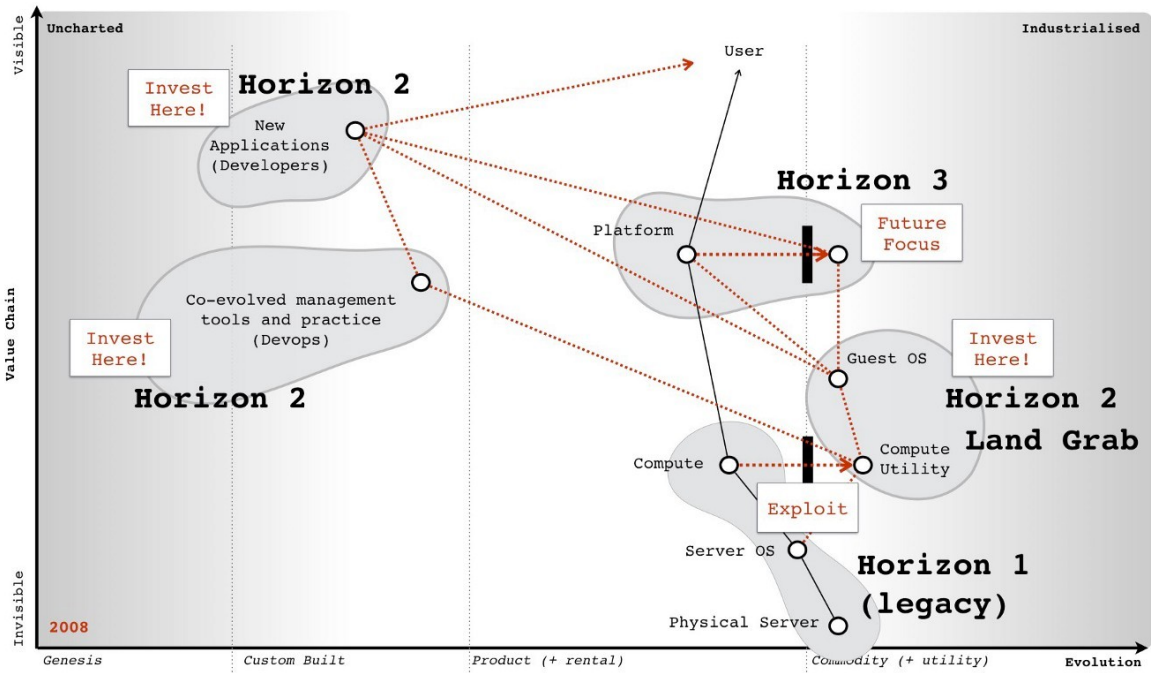 Visible
Uncharted
User
Industrialised
Invest
Here!
Horizon 2
New
Applications
(Developers)
Horizon 3
Platform
Future
Focus
Value Chain
Co-evolved management
tools and practice
(Devops)
Invest
Here!
Horizon 2
Guest OS
Invest
Here!
Horizon 2
Land Grab
Compute
Compute
Utility
Exploit
Server OS
Horizon 1
(legacy)
Physical Server
Invisible
2008
Genesis
Custom Built
Product (+ rental)
Commodity (+ utility)
Evolution